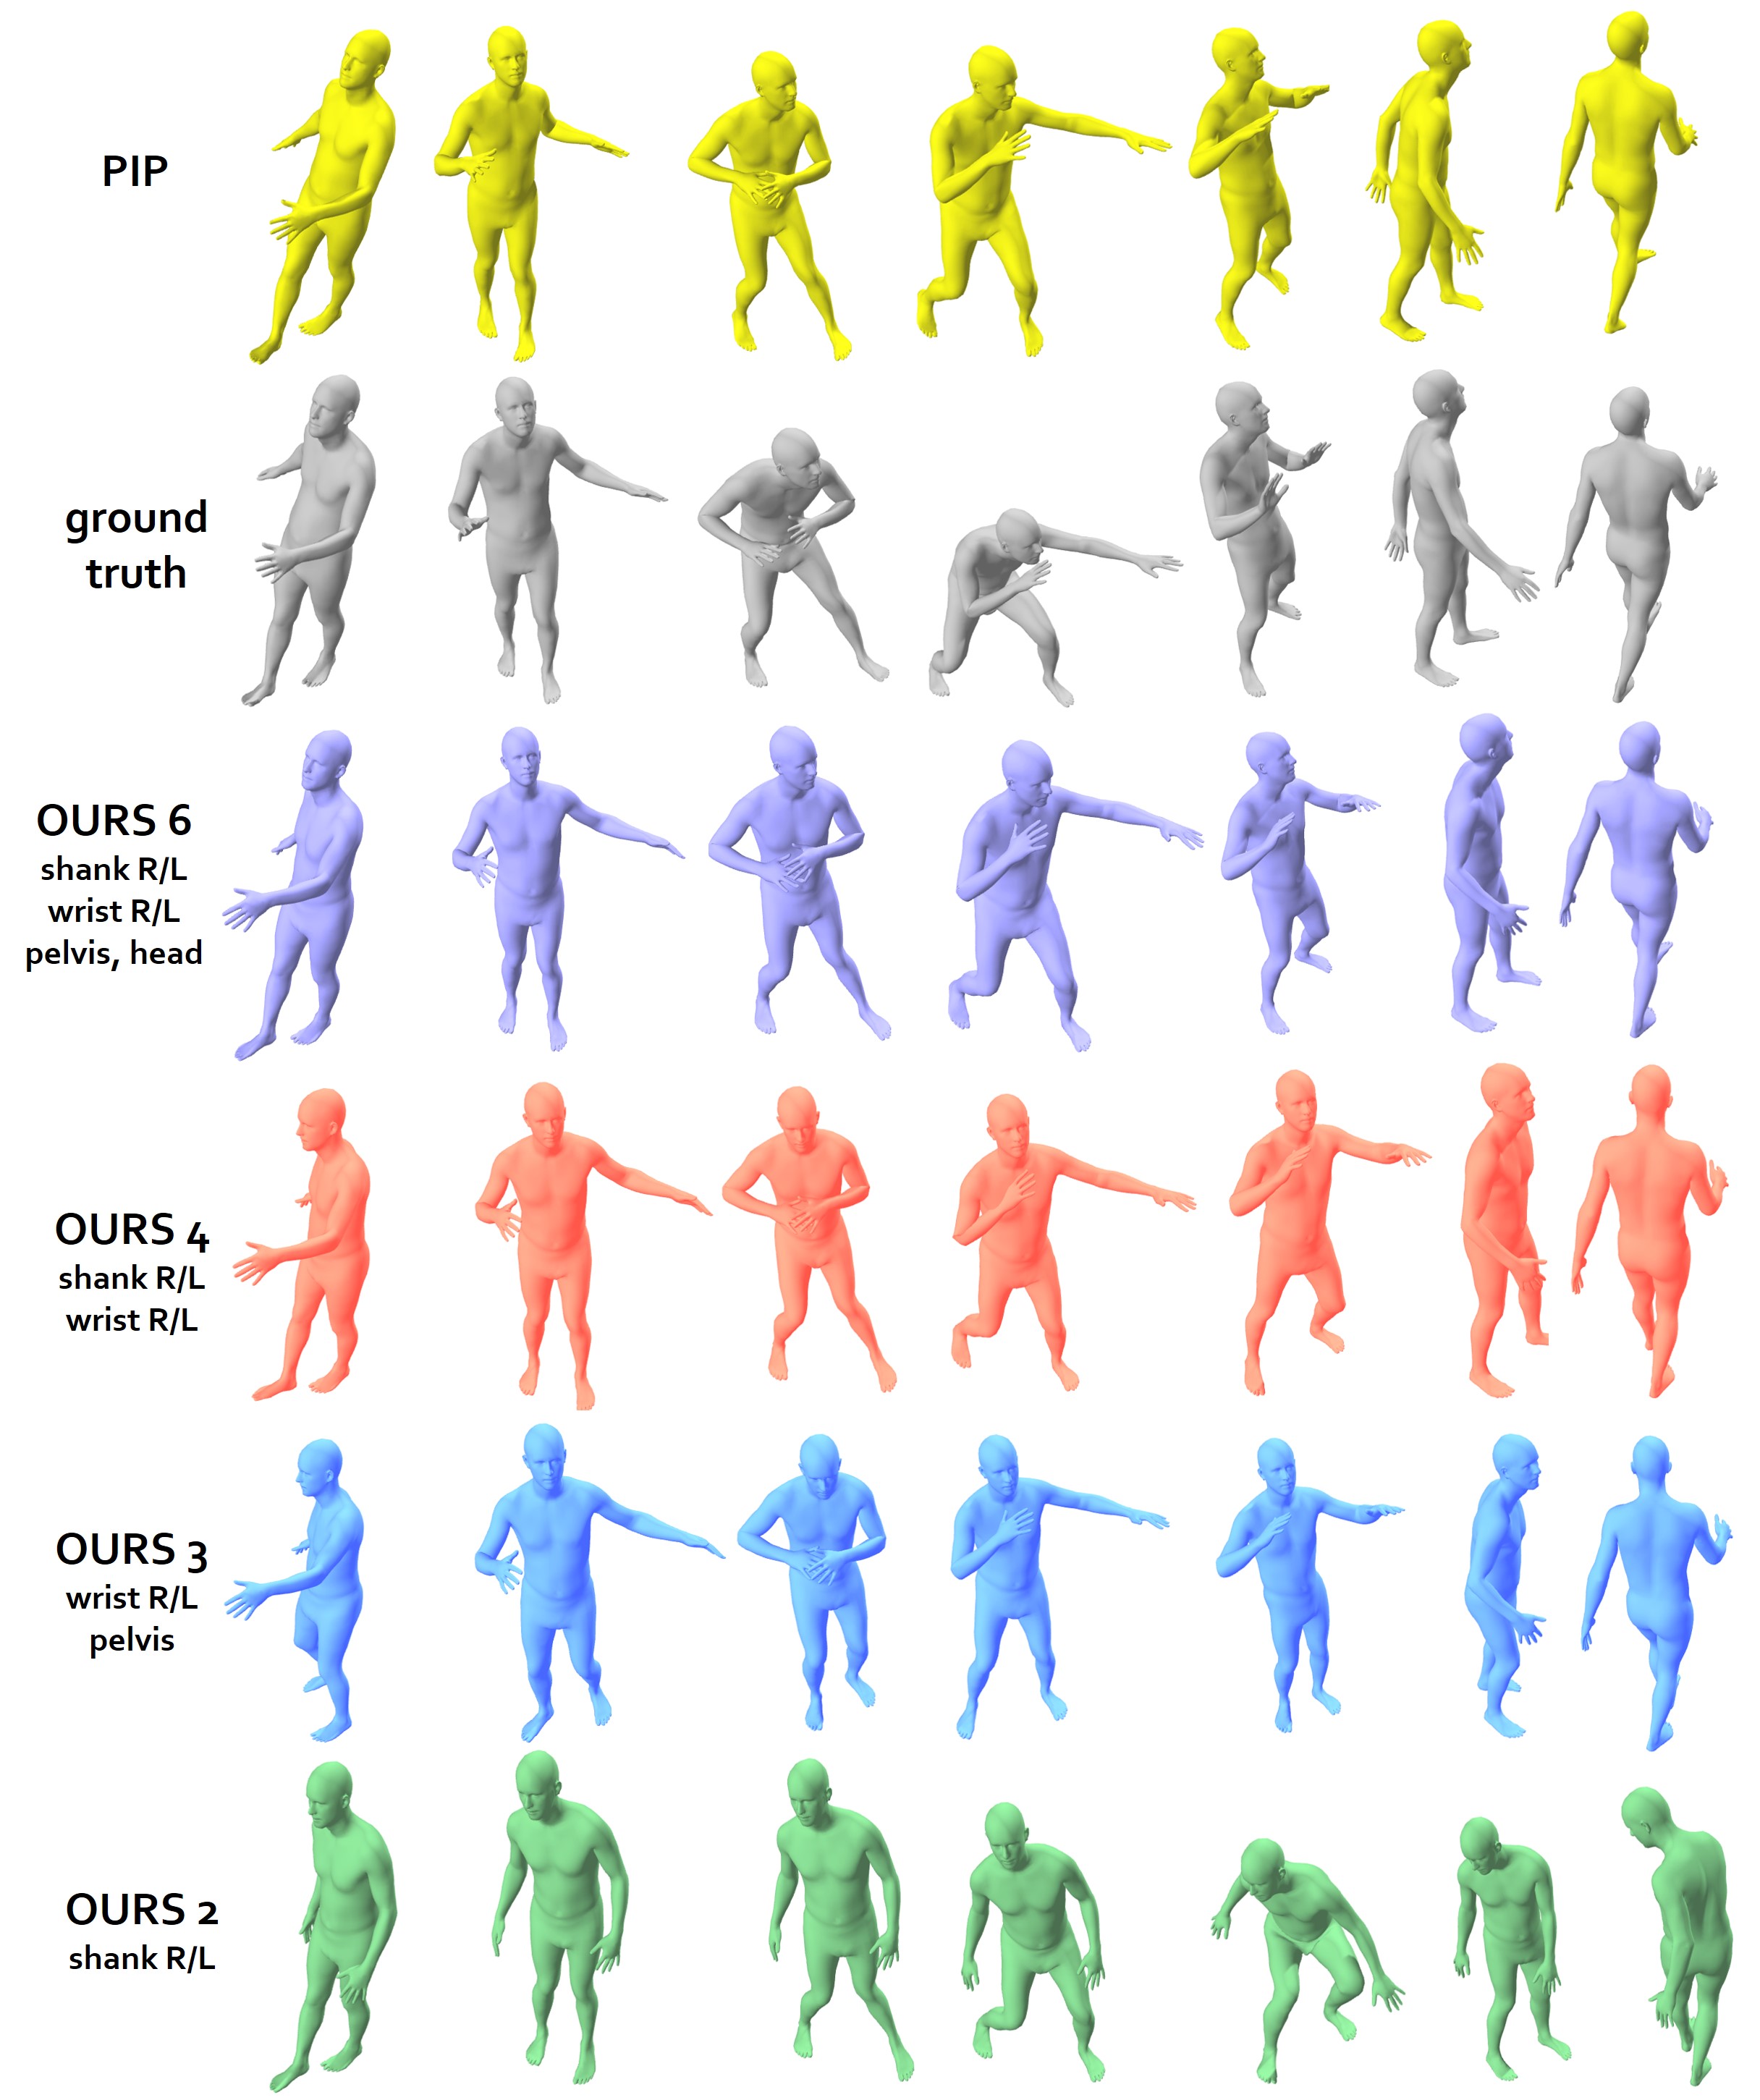 PIP
ground
truth
OURS 6
shank R/L
wrist R/L
pelvis, head
OURS 4
shank R/L
wrist R/L
OURS 3
wrist R/L
pelvis
OURS 2
shank R/L